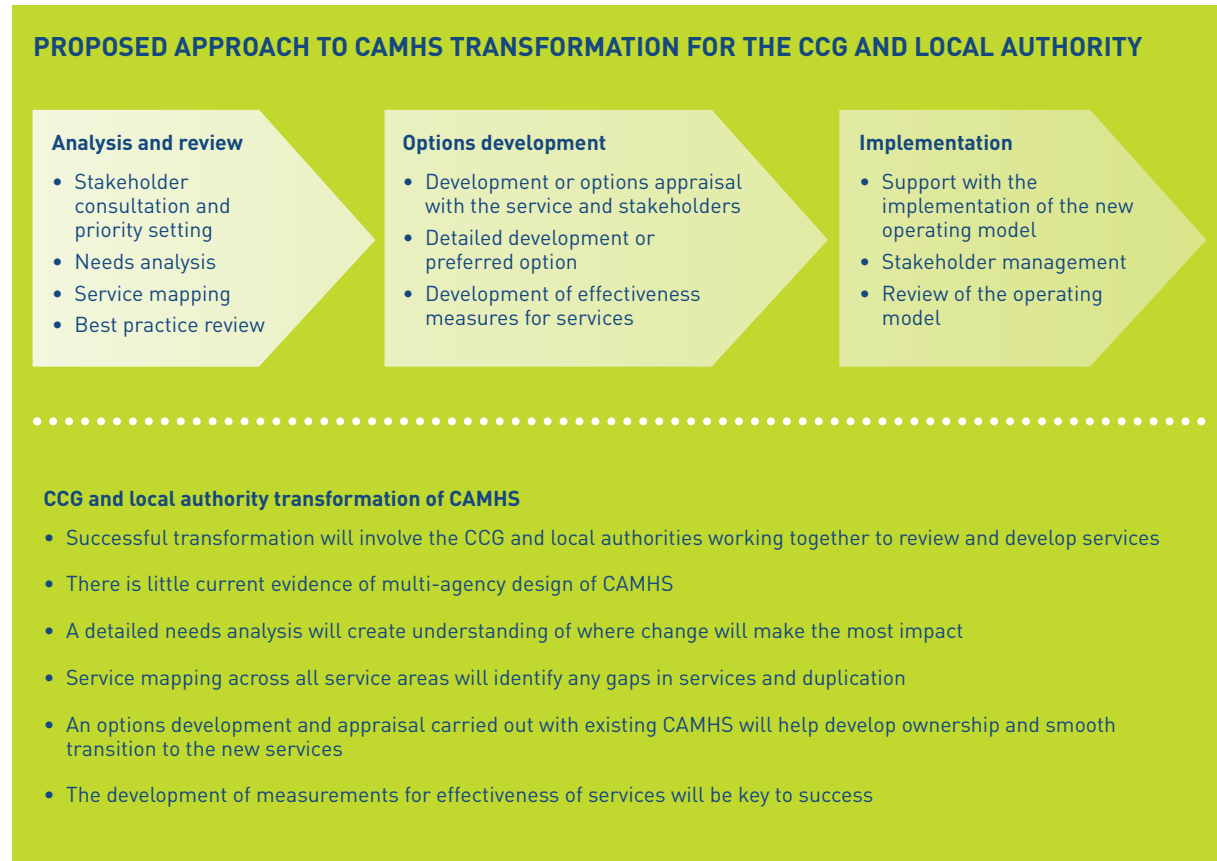 PROPOSED APPROACH TO CAMHS TRANSFORMATION FOR THE CCG AND LOCAL AUTHORITY
Analysis and review
• Stakeholder
consultation and
priority setting
• Needs analysis
• Service mapping
• Best practice review
Options development
• Development or options appraisal
with the service and stakeholders
• Detailed development or
preferred option
• Development of effectiveness
measures for services
Implementation
• Support with the
implementation of the new
operating model
• Stakeholder management
• Review of the operating
model
CCG and local authority transformation of CAMHS
• Successful transformation will involve the CCG and local authorities working together to review and develop services
• There is little current evidence of multi-agency design of CAMHS
• A detailed needs analysis will create understanding of where change will make the most impact
• Service mapping across all service areas will identify any gaps in services and duplication
• An options development and appraisal carried out with existing CAMHS will help develop ownership and smooth
transition to the new services
• The development of measurements for effectiveness of services will be key to success